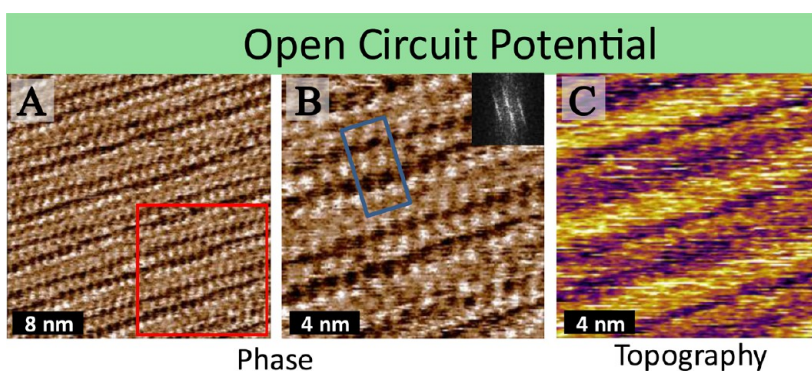 Open Circuit Potential
A
B
C
8 nm
4 nm
4 nm
Phase
Topography